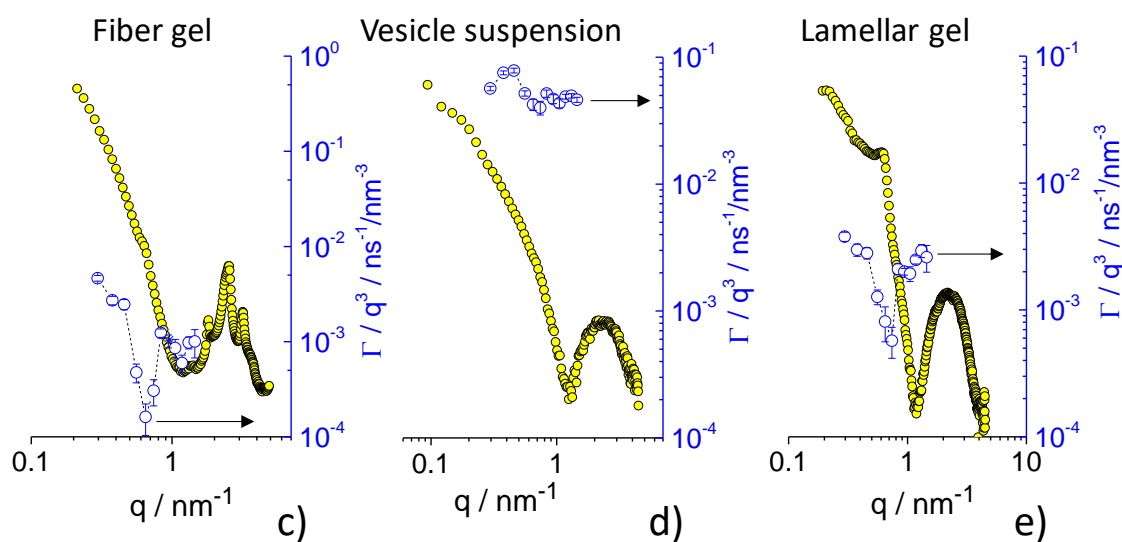 Fiber gel
Vesicle suspension
Lamellar gel
10⁰
10⁻¹
10⁻²
10⁻³
10⁻⁴
Γ / q³ / ns⁻¹/nm⁻³
0.1
1
q / nm⁻¹
c)
10⁻¹
10⁻²
10⁻³
10⁻⁴
Γ / q³ / ns⁻¹/nm⁻³
0.1
1
q / nm⁻¹
d)
10⁻¹
10⁻²
10⁻³
10⁻⁴
Γ / q³ / ns⁻¹/nm⁻³
0.1
1
10
q / nm⁻¹
e)